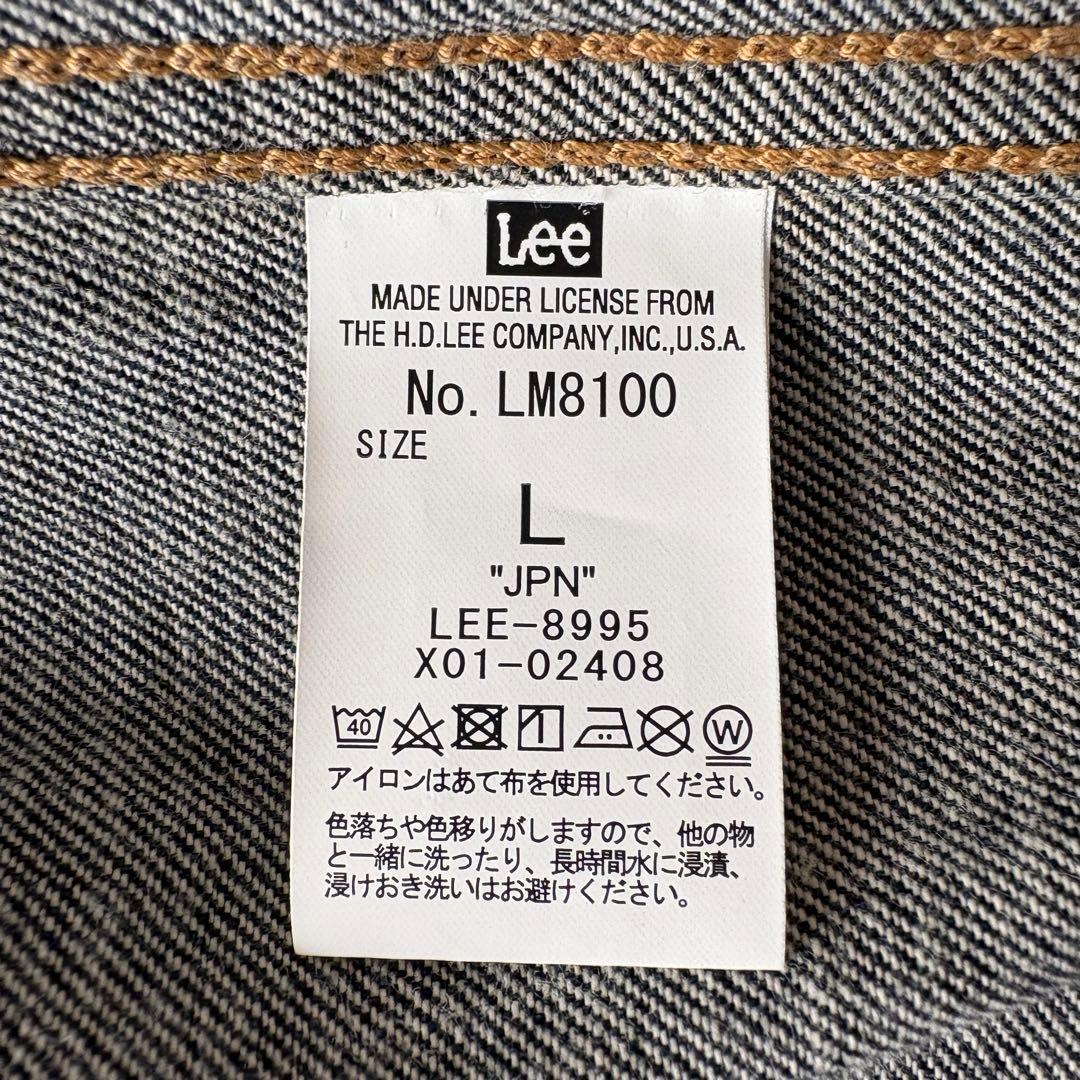 Lee
MADE UNDER LICENSE FROM
THE H.D.LEE COMPANY,INC.,U.S.A.
No. LM8100
SIZE
L
"JPN"
LEE-8995
X01-02408
40 W
アイロンはあて布を使用してください。
色落ちや色移りがしますので、他の物
と一緒に洗ったり、長時間水に浸漬、
浸けおき洗いはお避けください。